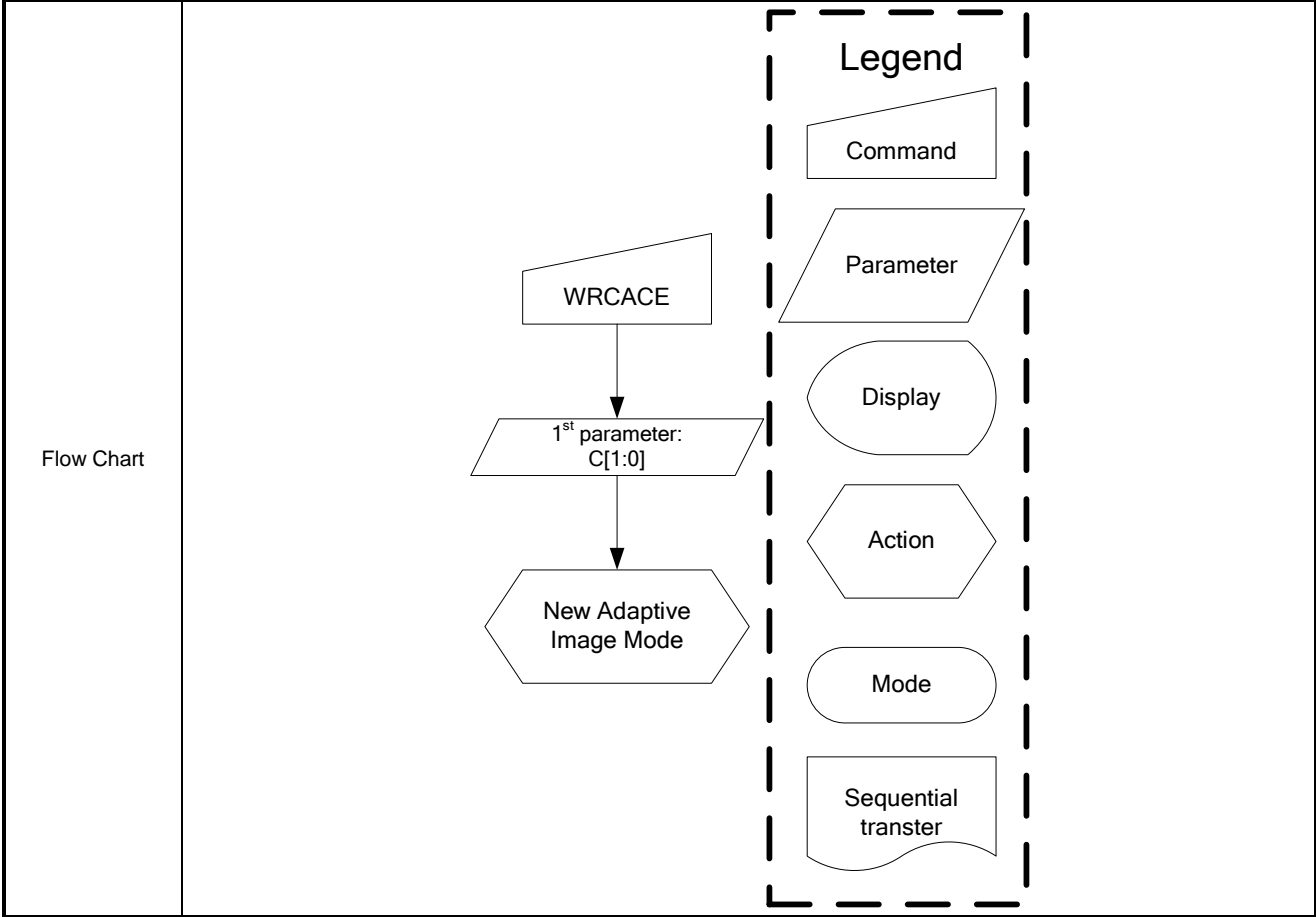 Flow Chart
WRCACE
1st parameter:
C[1:0]
New Adaptive
Image Mode
Legend
Command
Parameter
Display
Action
Mode
Sequential
transter